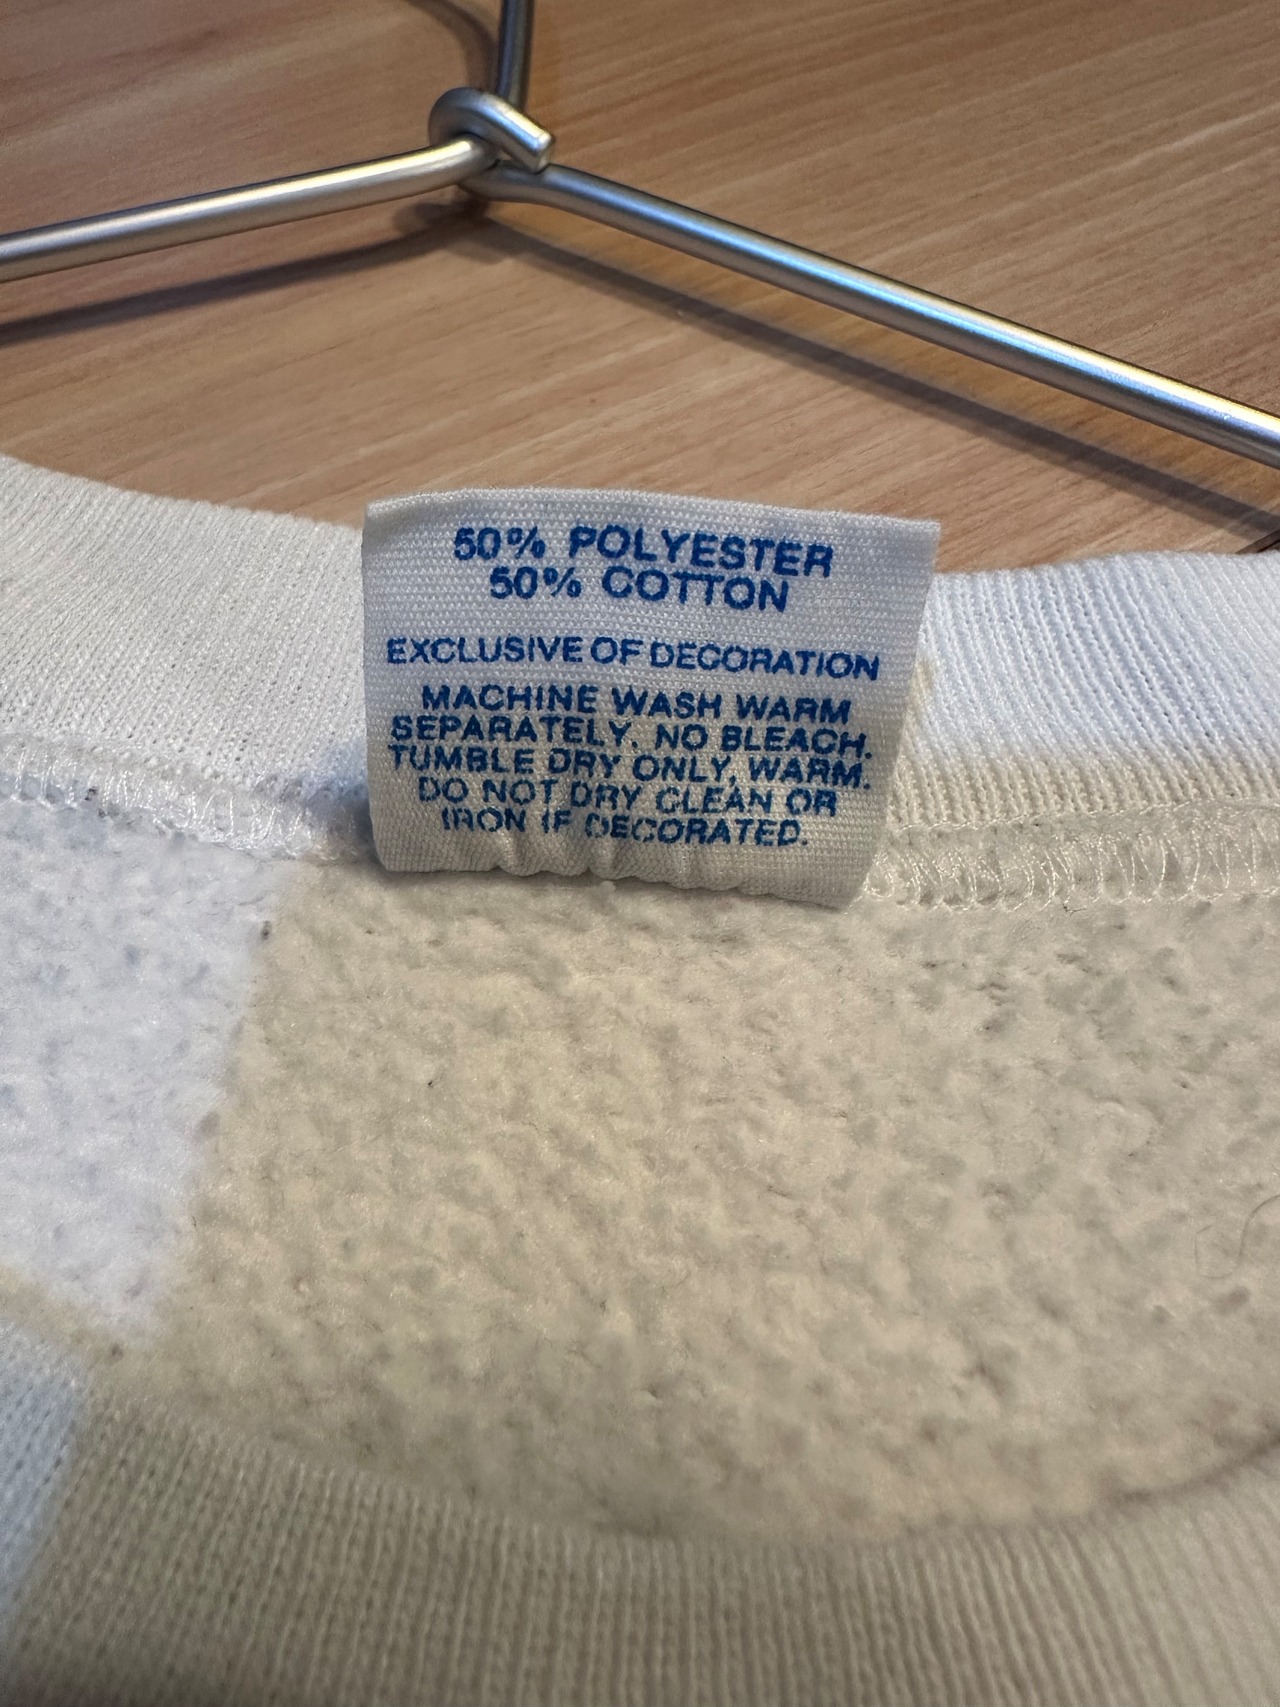 50% POLYESTER
50% COTTON
EXCLUSIVE OF DECORATION
MACHINE WASH WARM
SEPARATELY. NO BLEACH.
TUMBLE DRY ONLY, WARM.
DO NOT DRY CLEAN OR
IRON IF DECORATED.